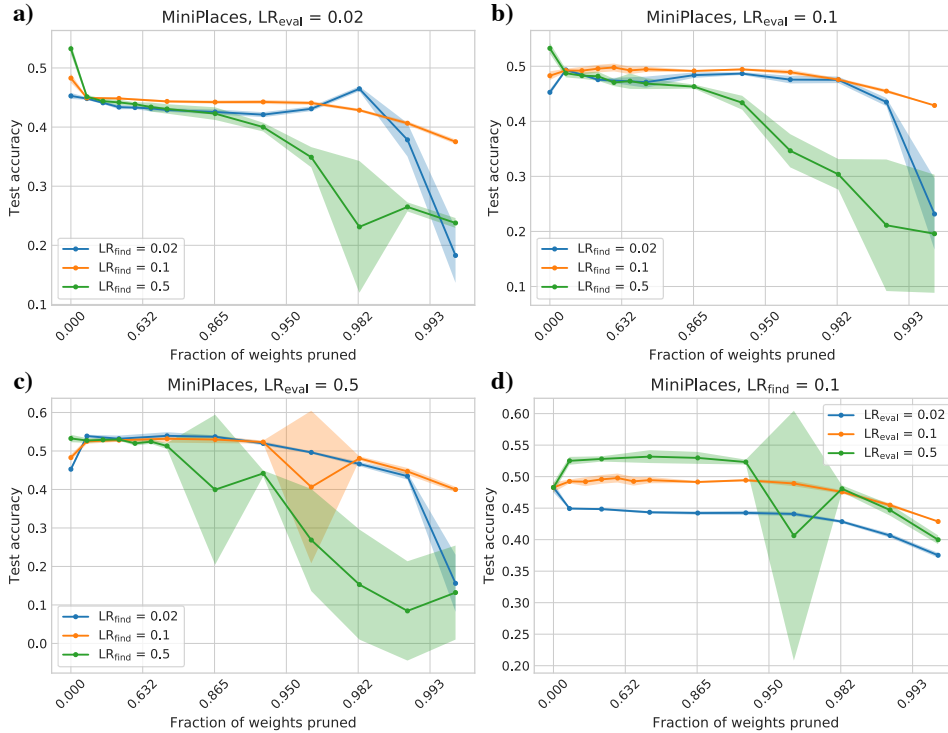 a)
MiniPlaces, LR_eval = 0.02
Test accuracy
0.5
0.4
0.3
0.2
0.1
LR_find = 0.02
LR_find = 0.1
LR_find = 0.5
0.000
0.632
0.865
0.950
0.982
0.993
Fraction of weights pruned
b)
MiniPlaces, LR_eval = 0.1
Test accuracy
0.5
0.4
0.3
0.2
0.1
LR_find = 0.02
LR_find = 0.1
LR_find = 0.5
0.000
0.632
0.865
0.950
0.982
0.993
Fraction of weights pruned
c)
MiniPlaces, LR_eval = 0.5
Test accuracy
0.6
0.5
0.4
0.3
0.2
0.1
0.0
LR_find = 0.02
LR_find = 0.1
LR_find = 0.5
0.000
0.632
0.865
0.950
0.982
0.993
Fraction of weights pruned
d)
MiniPlaces, LR_find = 0.1
Test accuracy
0.60
0.55
0.50
0.45
0.40
0.35
0.30
0.25
0.20
LR_eval = 0.02
LR_eval = 0.1
LR_eval = 0.5
0.000
0.632
0.865
0.950
0.982
0.993
Fraction of weights pruned